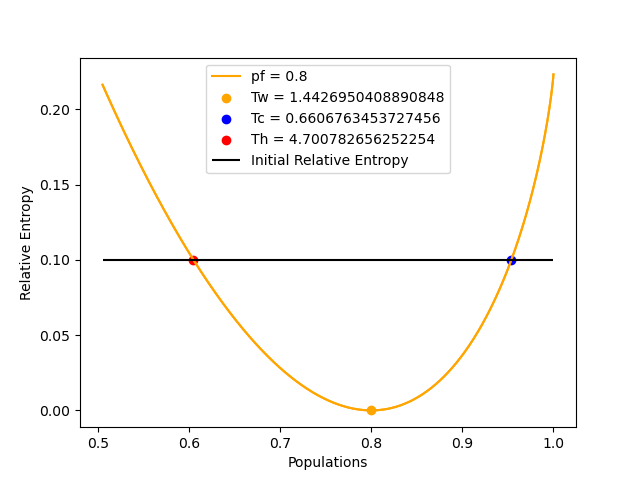 pf = 0.8
Tw = 1.4426950408890848
Tc = 0.6606763453727456
Th = 4.700782656252254
Initial Relative Entropy
0.20
0.15
0.10
0.05
0.00
Relative Entropy
0.5 0.6 0.7 0.8 0.9 1.0
Populations